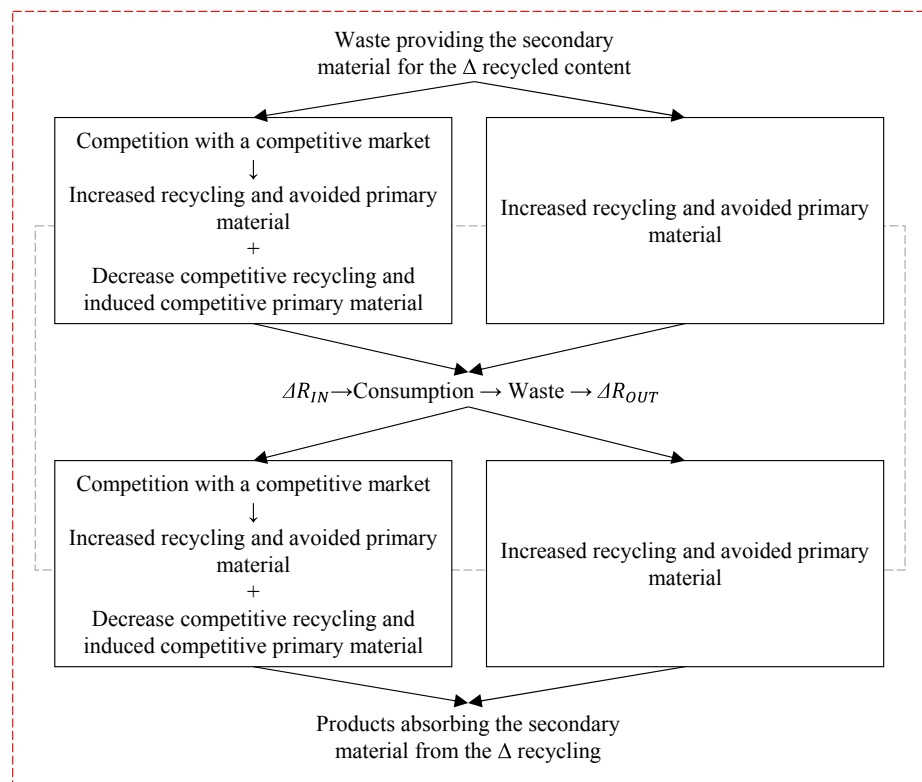 Waste providing the secondary
material for the Δ recycled content
Competition with a competitive market
↓
Increased recycling and avoided primary
material
+
Decrease competitive recycling and
induced competitive primary material
Increased recycling and avoided primary
material
ΔR_IN→Consumption → Waste → ΔR_OUT
Competition with a competitive market
↓
Increased recycling and avoided primary
material
+
Decrease competitive recycling and
induced competitive primary material
Increased recycling and avoided primary
material
Products absorbing the secondary
material from the Δ recycling